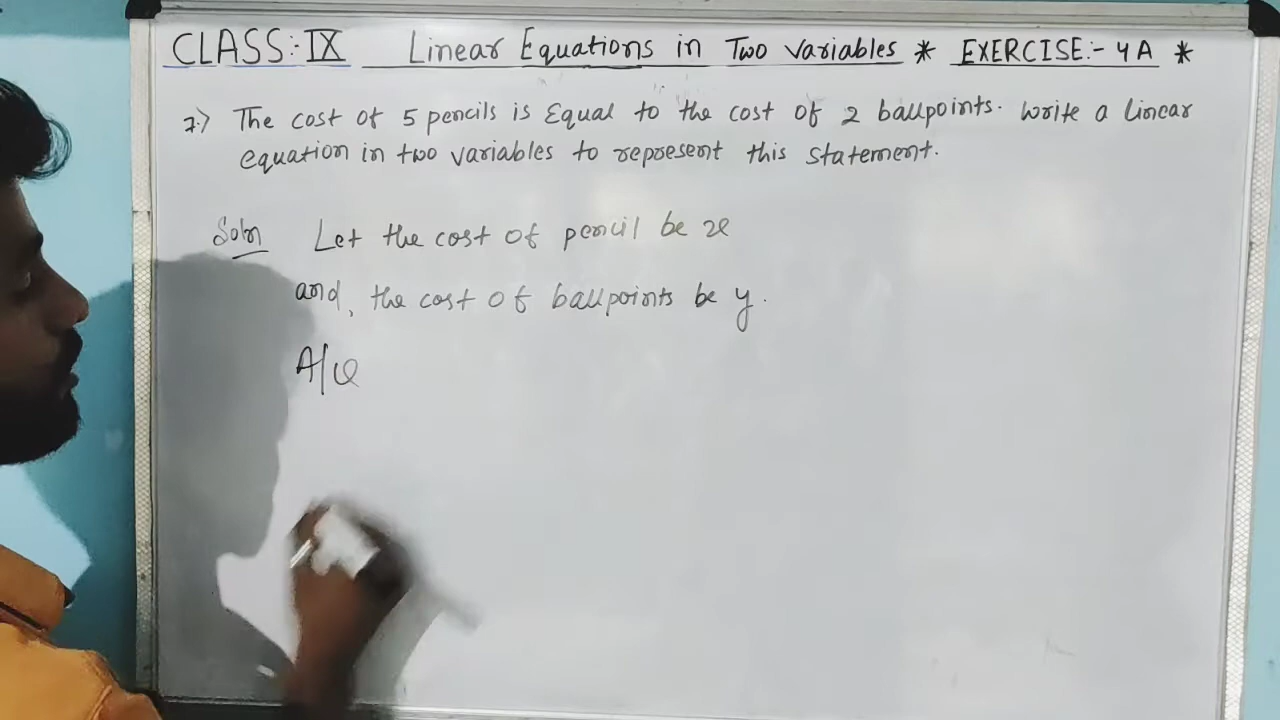 CLASS:- IX Linear Equations in Two Variables * EXERCISE:- 4A *
7.) The cost of 5 pencils is Equal to the cost of 2 ballpoints. Write a linear
equation in two variables to represent this statement.
Soln Let the cost of pencil be x
and, the cost of ballpoints be y.
A/Q